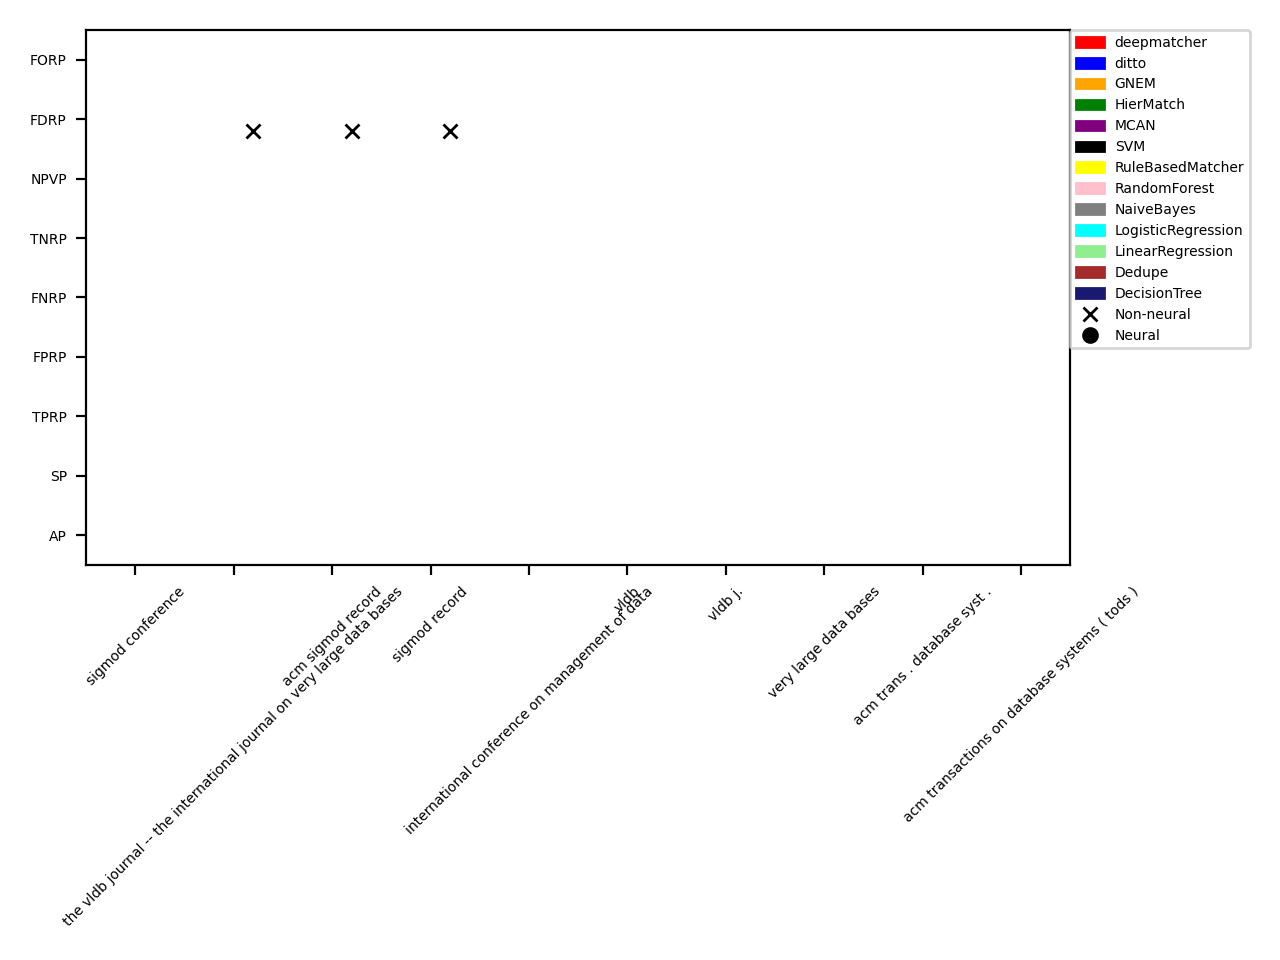 FORP
FDRP
NPVP
TNRP
FNRP
FPRP
TPRP
SP
AP
deepmatcher
ditto
GNEM
HierMatch
MCAN
SVM
RuleBasedMatcher
RandomForest
NaiveBayes
LogisticRegression
LinearRegression
Dedupe
DecisionTree
Non-neural
Neural
sigmod conference
the vldb journal -- the international journal on very large data bases
acm sigmod record
sigmod record
international conference on management of data
vldb
vldb j.
very large data bases
acm trans . database syst .
acm transactions on database systems ( tods )